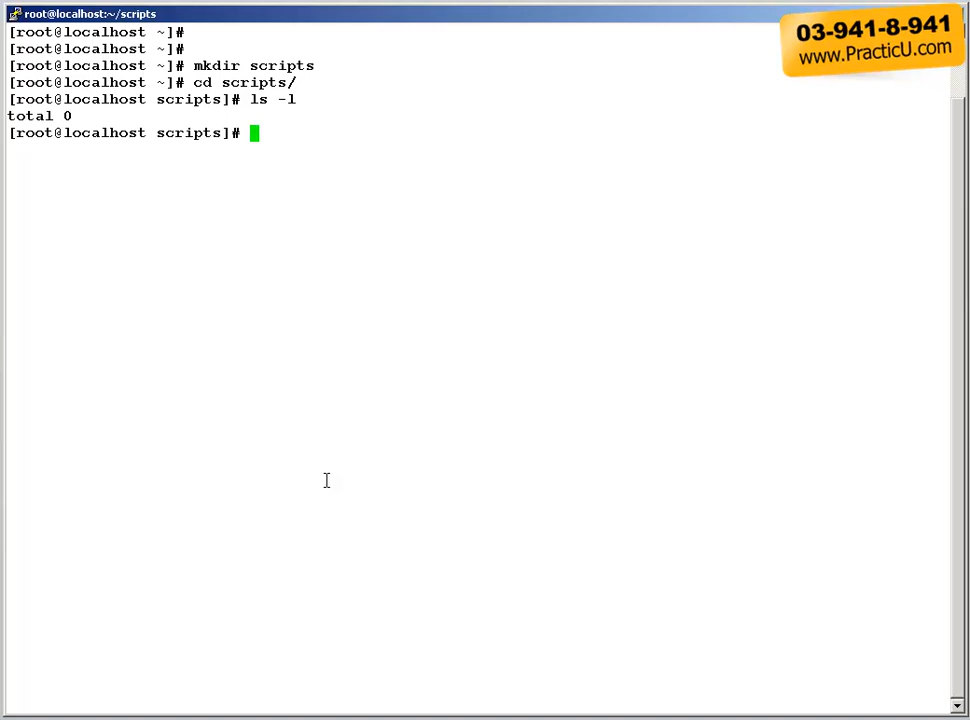 root@localhost:~/scripts
[root@localhost ~]#
[root@localhost ~]#
[root@localhost ~]# mkdir scripts
[root@localhost ~]# cd scripts/
[root@localhost scripts]# ls -l
total 0
[root@localhost scripts]#
03-941-8-941
www.PracticU.com